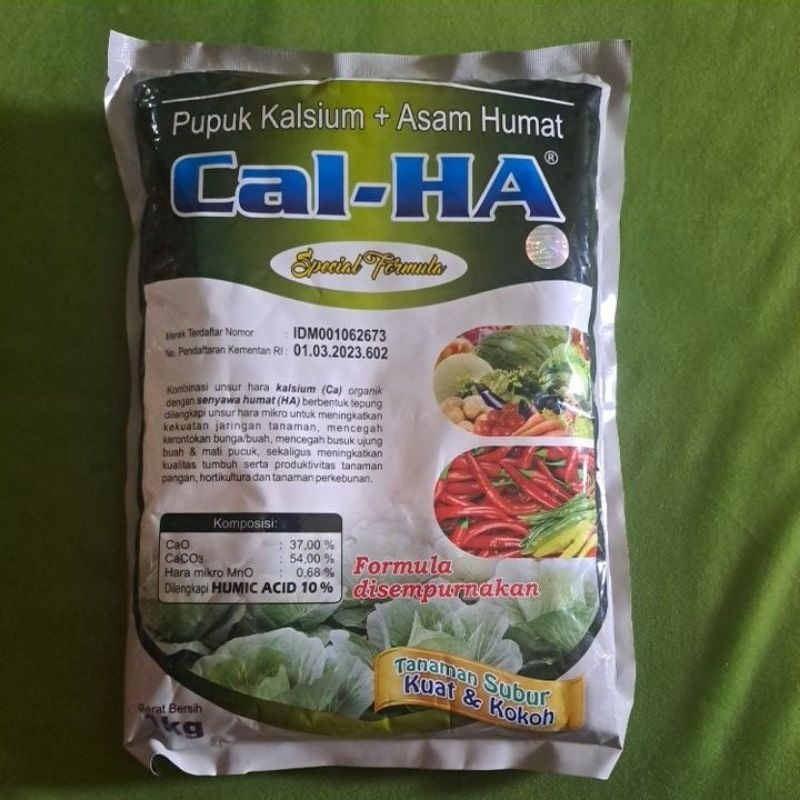 Pupuk Kalsium + Asam Humat
Cal-HA®
Special Formula
Merek Terdaftar Nomor : IDM001062673
No. Pendaftaran Kementan RI : 01.03.2023.602
Kombinasi unsur hara kalsium (Ca) organik
dengan senyawa humat (HA) berbentuk tepung
dilengkapi unsur hara mikro untuk meningkatkan
kekuatan jaringan tanaman, mencegah
kerontokan bunga/buah, mencegah busuk ujung
buah & mati pucuk, sekaligus meningkatkan
kualitas tumbuh serta produktivitas tanaman
pangan, hortikultura dan tanaman perkebunan.
Komposisi:
CaO : 37,00 %
CaCO3 : 54,00 %
Hara mikro MnO : 0,68 %
Dilengkapi HUMIC ACID 10 %
Formula
disempurnakan
Tanaman Subur
Kuat & Kokoh
Berat Bersih
1kg